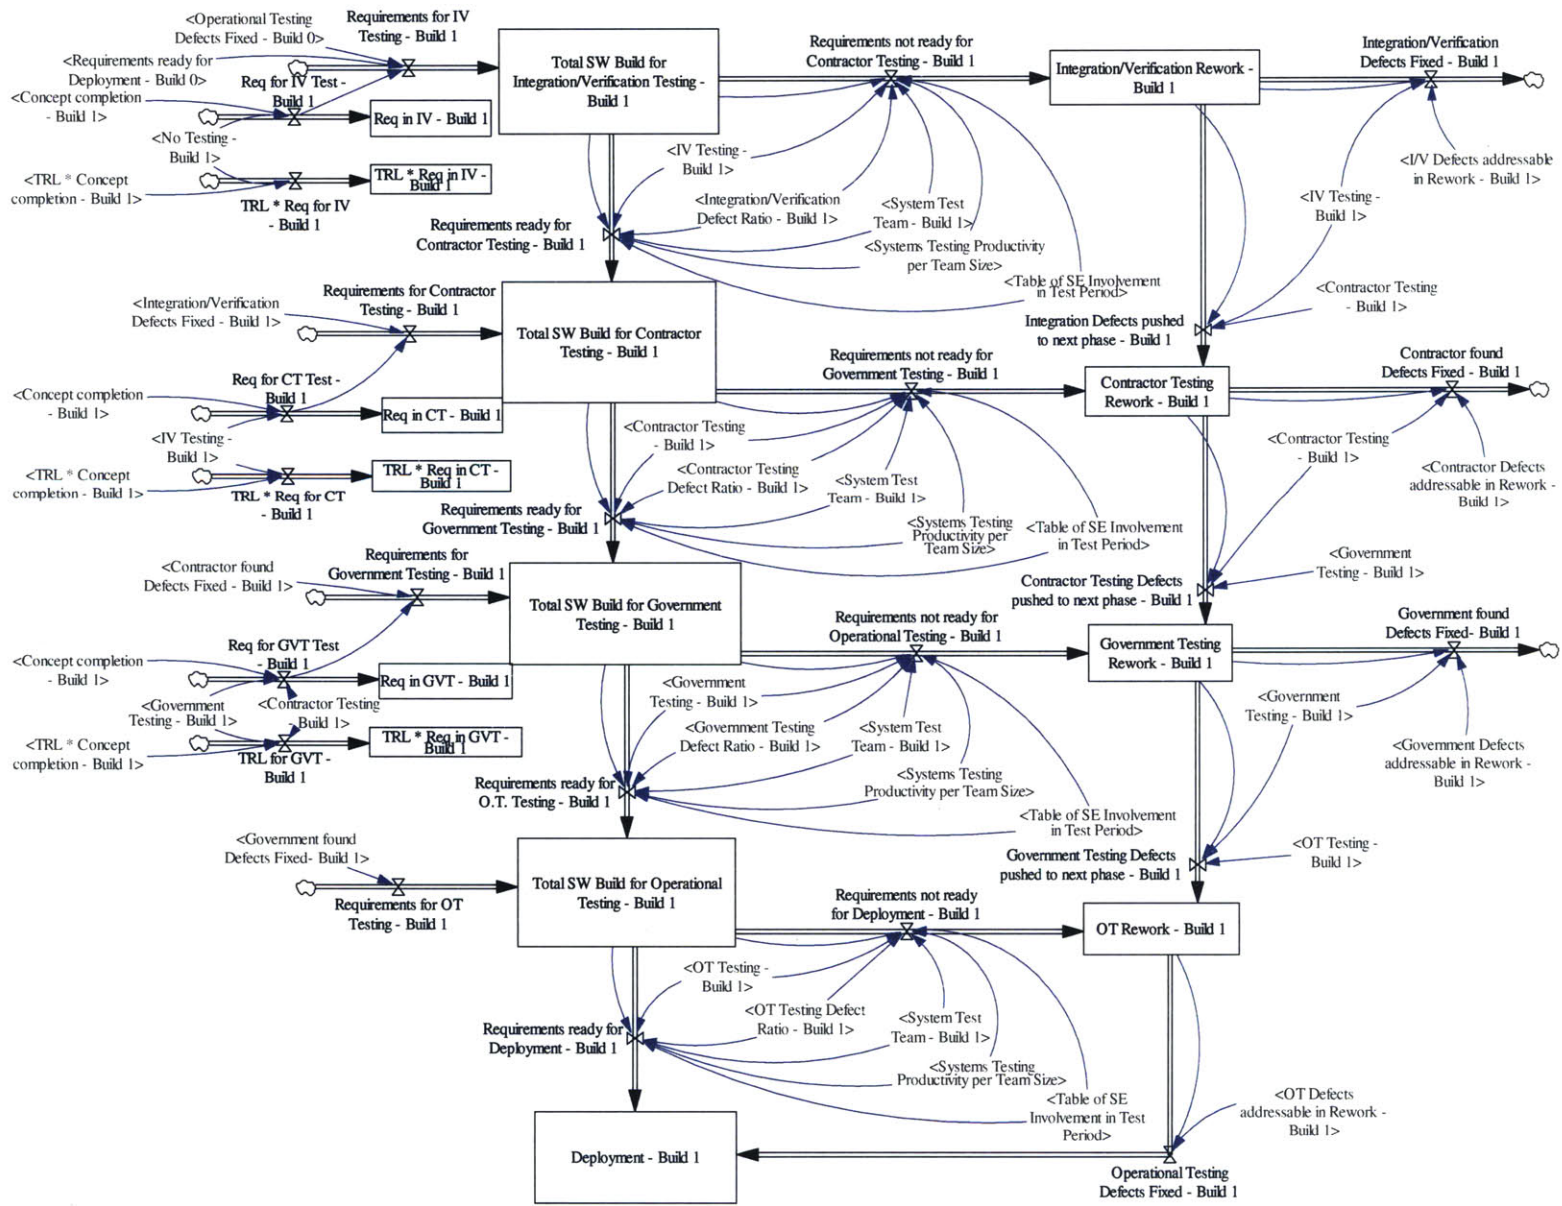 <Operational Testing
Defects Fixed - Build 0>
Requirements for IV
Testing - Build 1
<Requirements ready for
Deployment - Build 0>
Req for IV Test -
Build 1
<Concept completion
- Build 1>
Req in IV - Build 1
<No Testing -
Build 1>
<TRL * Concept
completion - Build 1>
TRL * Req in IV -
Build 1
TRL * Req for IV
- Build 1
Total SW Build for
Integration/Verification Testing -
Build 1
Requirements not ready for
Contractor Testing - Build 1
Integration/Verification Rework -
Build 1
Integration/Verification
Defects Fixed - Build 1
<IV Testing -
Build 1>
<Integration/Verification
Defect Ratio - Build 1>
<System Test
Team - Build 1>
<Systems Testing Productivity
per Team Size>
<Table of SE Involvement
in Test Period>
<I/V Defects addressable
in Rework - Build 1>
<IV Testing -
Build 1>
Requirements ready for
Contractor Testing - Build 1
<Contractor Testing
- Build 1>
Integration Defects pushed
to next phase - Build 1
Requirements for Contractor
Testing - Build 1
<Integration/Verification
Defects Fixed - Build 1>
Total SW Build for Contractor
Testing - Build 1
Requirements not ready for
Government Testing - Build 1
Contractor Testing
Rework - Build 1
Contractor found
Defects Fixed - Build 1
Req for CT Test -
Build 1
<Concept completion
- Build 1>
Req in CT - Build 1
<IV Testing -
Build 1>
<TRL * Concept
completion - Build 1>
TRL * Req in CT -
Build 1
TRL * Req for CT
- Build 1
<Contractor Testing
- Build 1>
<Contractor Testing
Defect Ratio - Build 1>
<System Test
Team - Build 1>
<Systems Testing
Productivity per
Team Size>
<Table of SE Involvement
in Test Period>
<Contractor Testing
- Build 1>
<Contractor Defects
addressable in Rework -
Build 1>
Requirements ready for
Government Testing - Build 1
<Government
Testing - Build 1>
Contractor Testing Defects
pushed to next phase - Build 1
Requirements for
Government Testing - Build 1
<Contractor found
Defects Fixed - Build 1>
Total SW Build for Government
Testing - Build 1
Requirements not ready for
Operational Testing - Build 1
Government Testing
Rework - Build 1
Government found
Defects Fixed- Build 1
Req for GVT Test
- Build 1
<Concept completion
- Build 1>
Req in GVT - Build 1
<Government
Testing - Build 1>
<Contractor Testing
- Build 1>
<TRL * Concept
completion - Build 1>
TRL * Req in GVT -
Build 1
TRL for GVT -
Build 1
<Government
Testing - Build 1>
<Government Testing
Defect Ratio - Build 1>
<System Test
Team - Build 1>
<Systems Testing
Productivity per Team Size>
<Table of SE Involvement
in Test Period>
<Government
Testing - Build 1>
<Government Defects
addressable in Rework -
Build 1>
Requirements ready for
O.T. Testing - Build 1
<OT Testing -
Build 1>
Government Testing Defects
pushed to next phase - Build 1
<Government found
Defects Fixed- Build 1>
Requirements for OT
Testing - Build 1
Total SW Build for Operational
Testing - Build 1
Requirements not ready
for Deployment - Build 1
OT Rework - Build 1
<OT Testing -
Build 1>
<OT Testing Defect
Ratio - Build 1>
<System Test
Team - Build 1>
<Systems Testing
Productivity per Team Size>
<Table of SE
Involvement in Test
Period>
Requirements ready for
Deployment - Build 1
<OT Defects
addressable in Rework -
Build 1>
Deployment - Build 1
Operational Testing
Defects Fixed - Build 1